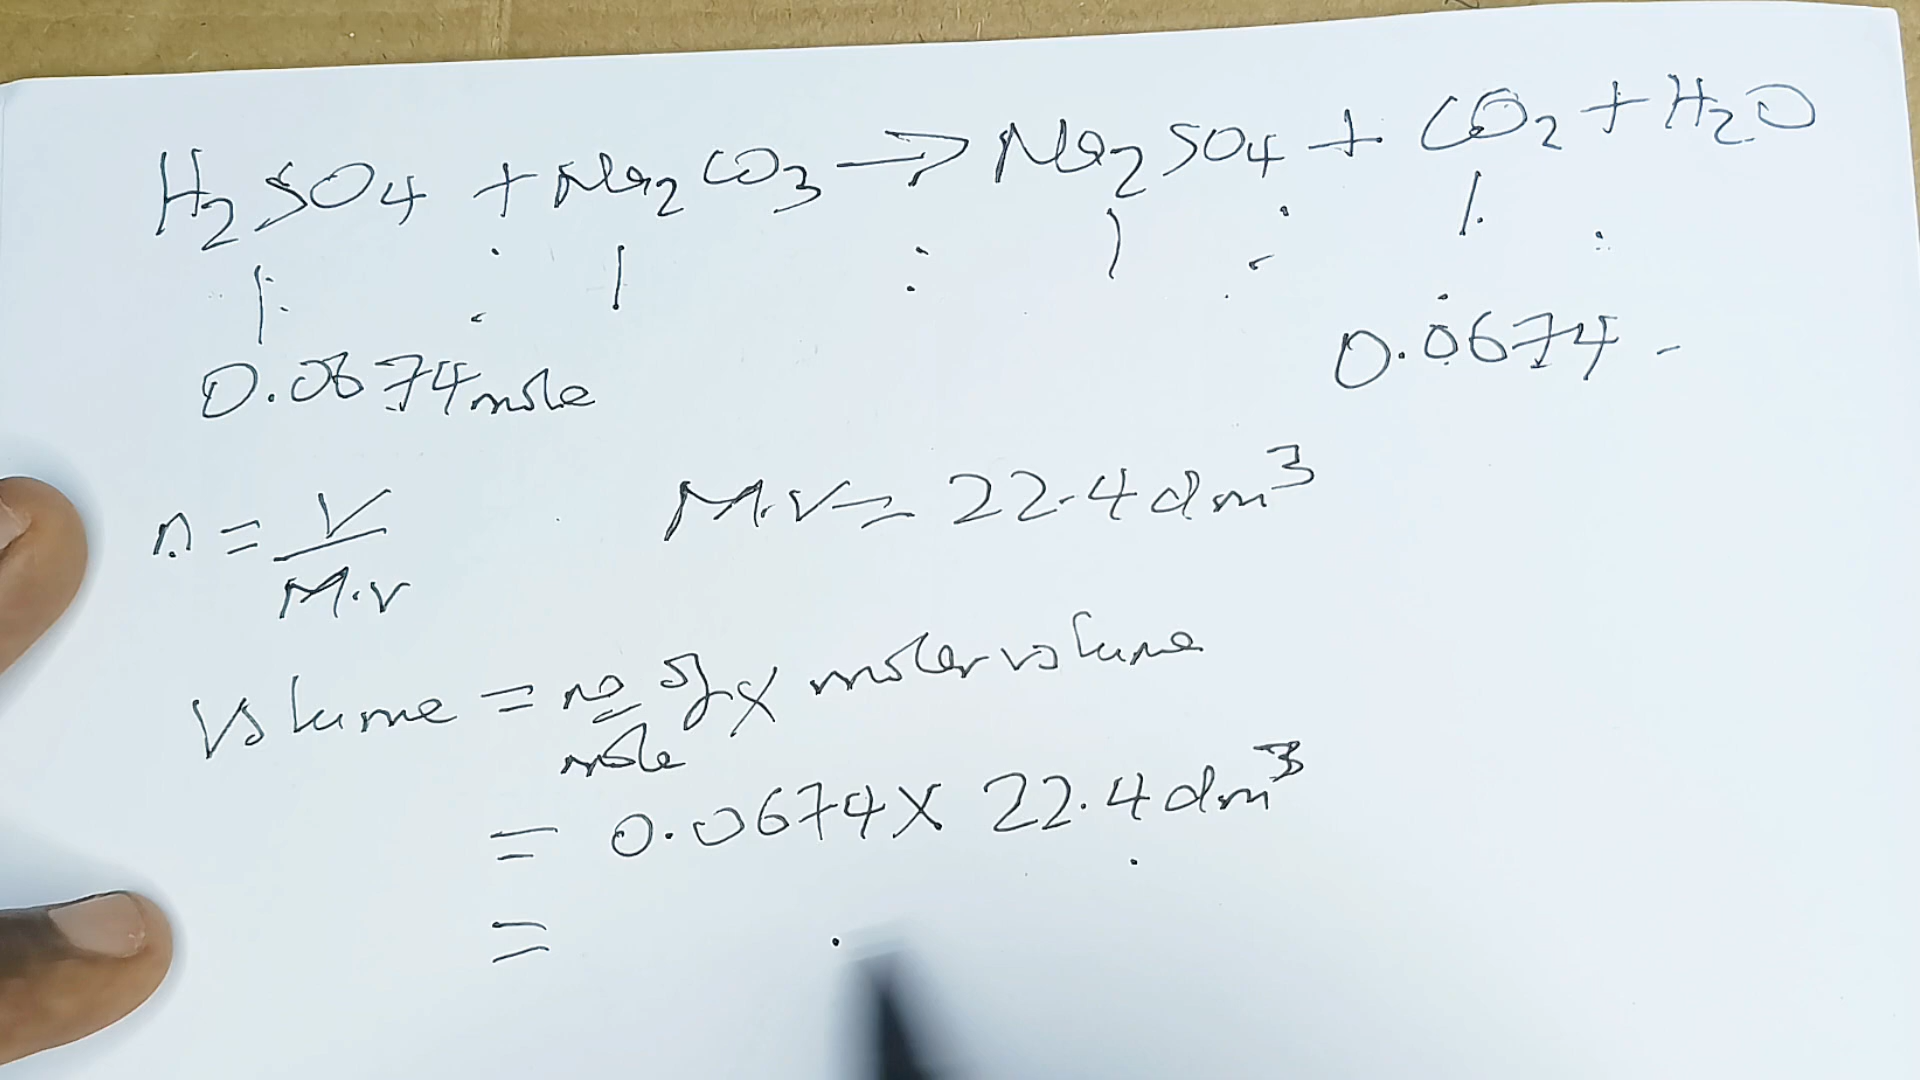 H₂SO₄ + Na₂CO₃ → Na₂SO₄ + CO₂ + H₂O
1 : 1 : 1 : 1 :
0.0674 mole 0.0674 -
n = V/M.V M.V = 22.4 dm³
Volume = no of mole × molar volume
= 0.0674 × 22.4 dm³
=